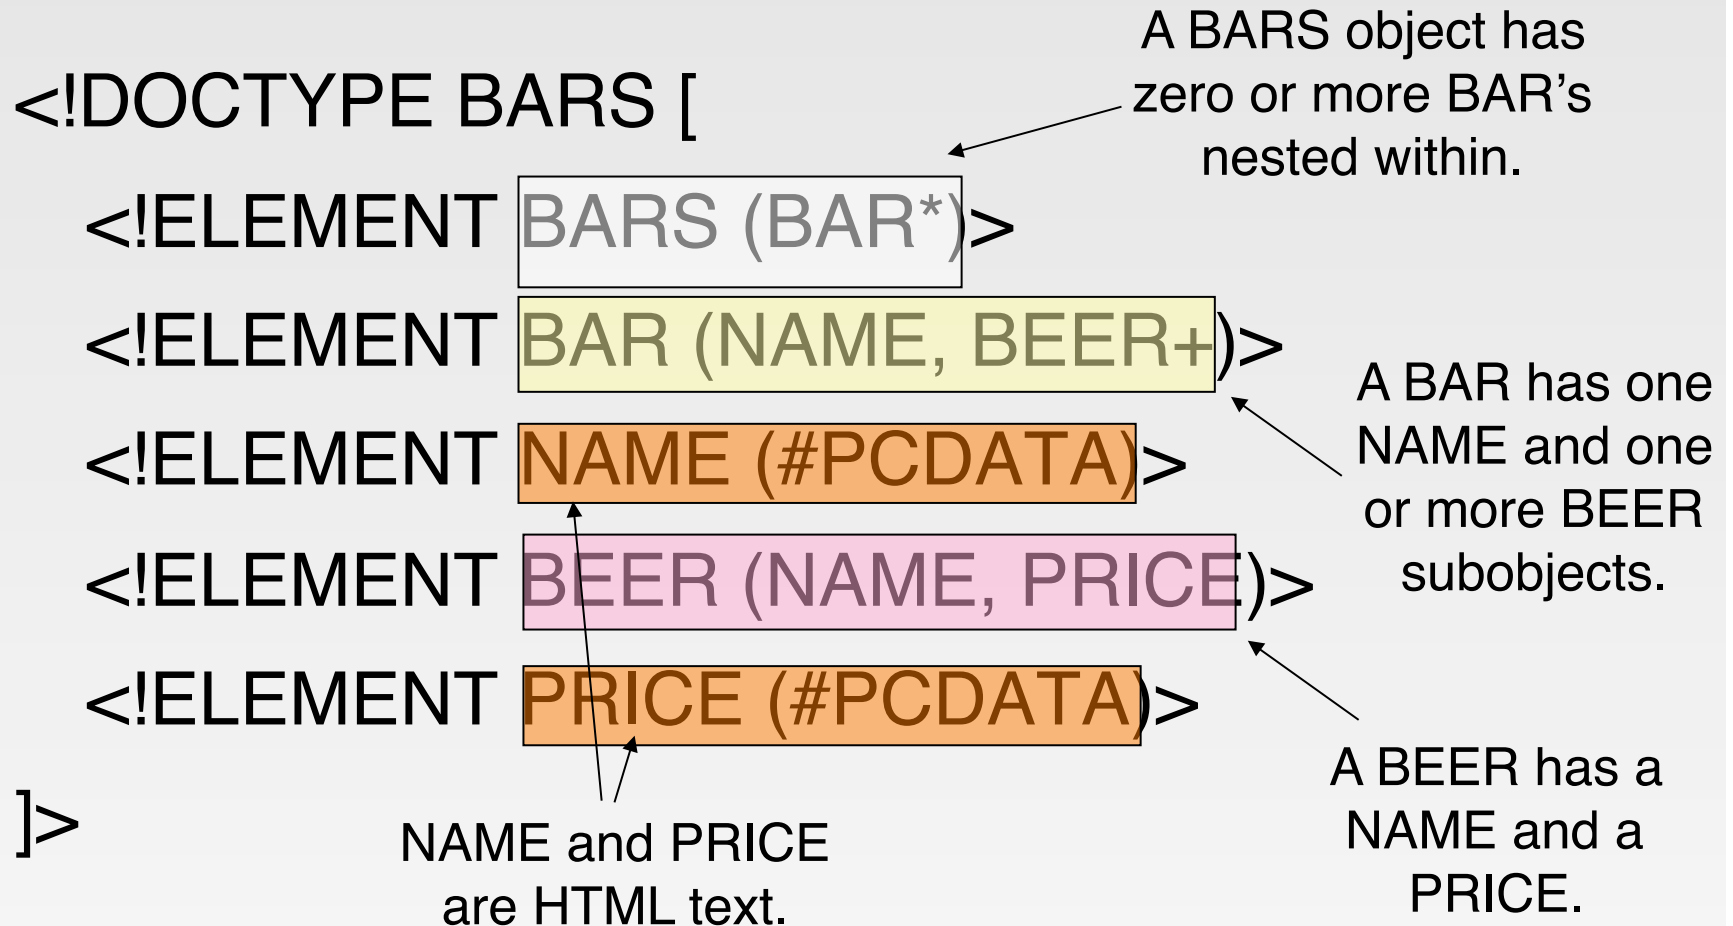 A BARS object has
zero or more BAR’s
nested within.
<!DOCTYPE BARS [
<!ELEMENT BARS (BAR*)>
<!ELEMENT BAR (NAME, BEER+)>
A BAR has one
NAME and one
or more BEER
subobjects.
<!ELEMENT NAME (#PCDATA)>
<!ELEMENT BEER (NAME, PRICE)>
<!ELEMENT PRICE (#PCDATA)>
A BEER has a
NAME and a
PRICE.
]>
NAME and PRICE
are HTML text.